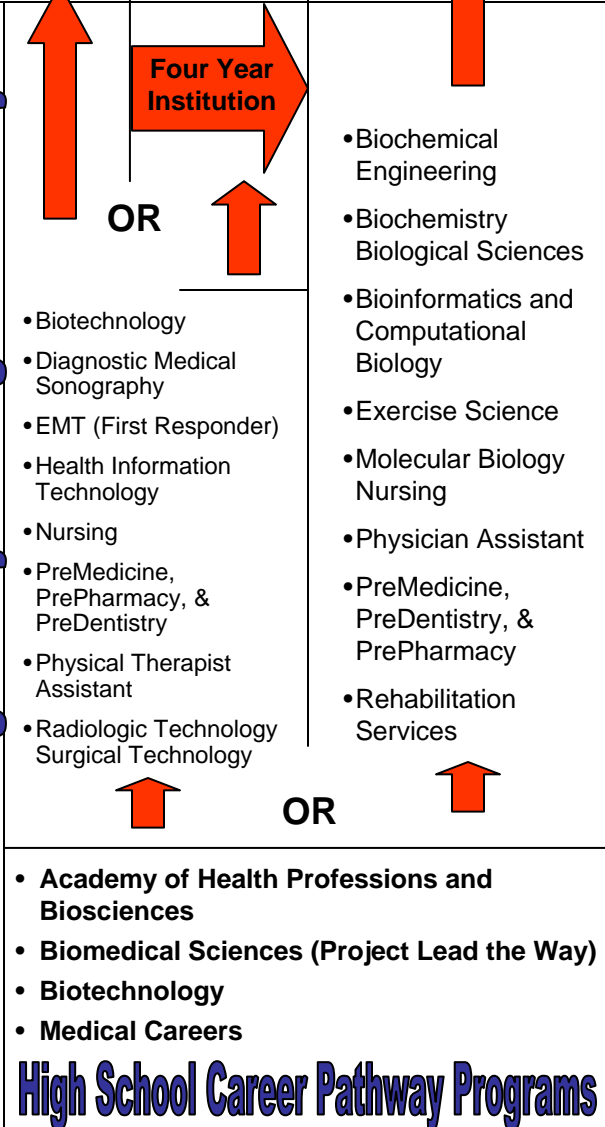 Four Year
Institution
OR
•Biotechnology
•Diagnostic Medical
Sonography
•EMT (First Responder)
•Health Information
Technology
•Nursing
•PreMedicine,
PrePharmacy, &
PreDentistry
•Physical Therapist
Assistant
•Radiologic Technology
Surgical Technology
•Biochemical
Engineering
•Biochemistry
Biological Sciences
•Bioinformatics and
Computational
Biology
•Exercise Science
•Molecular Biology
Nursing
•Physician Assistant
•PreMedicine,
PreDentistry, &
PrePharmacy
•Rehabilitation
Services
OR
• Academy of Health Professions and
Biosciences
• Biomedical Sciences (Project Lead the Way)
• Biotechnology
• Medical Careers
High School Career Pathway Programs